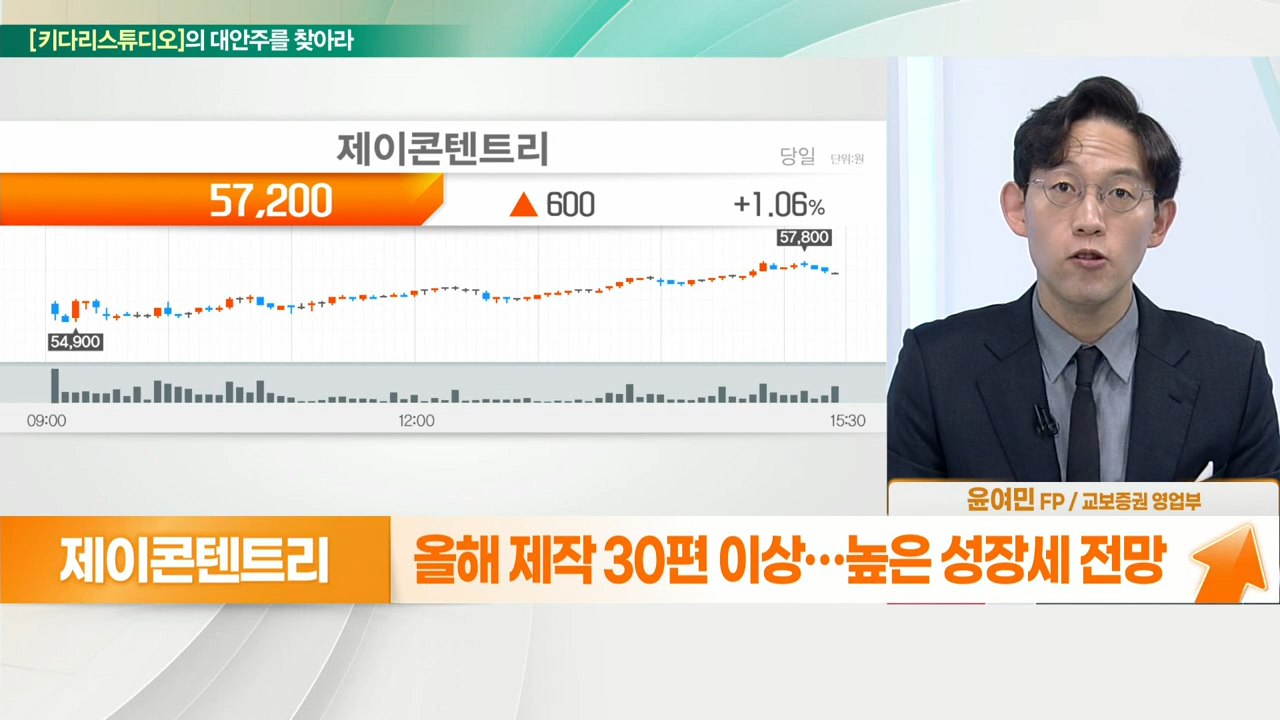 [키다리스튜디오]의 대안주를 찾아라
제이콘텐트리
당일 단위:원
57,200 ▲ 600 +1.06%
57,800
54,900
09:00 12:00 15:30
윤여민 FP / 교보증권 영업부
제이콘텐트리
올해 제작 30편 이상…높은 성장세 전망